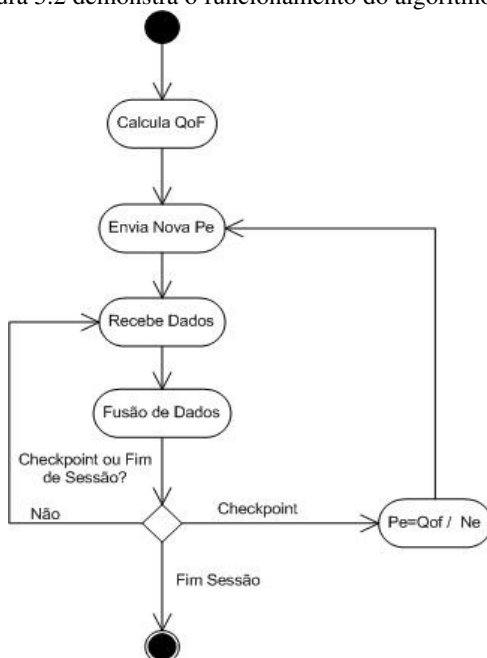 3.2 demonstra o funcionamento do algoritmo
Calcula QoF
Envia Nova Pe
Recebe Dados
Fusão de Dados
Checkpoint ou Fim
de Sessão?
Não
Checkpoint
Pe=Qof / Ne
Fim Sessão